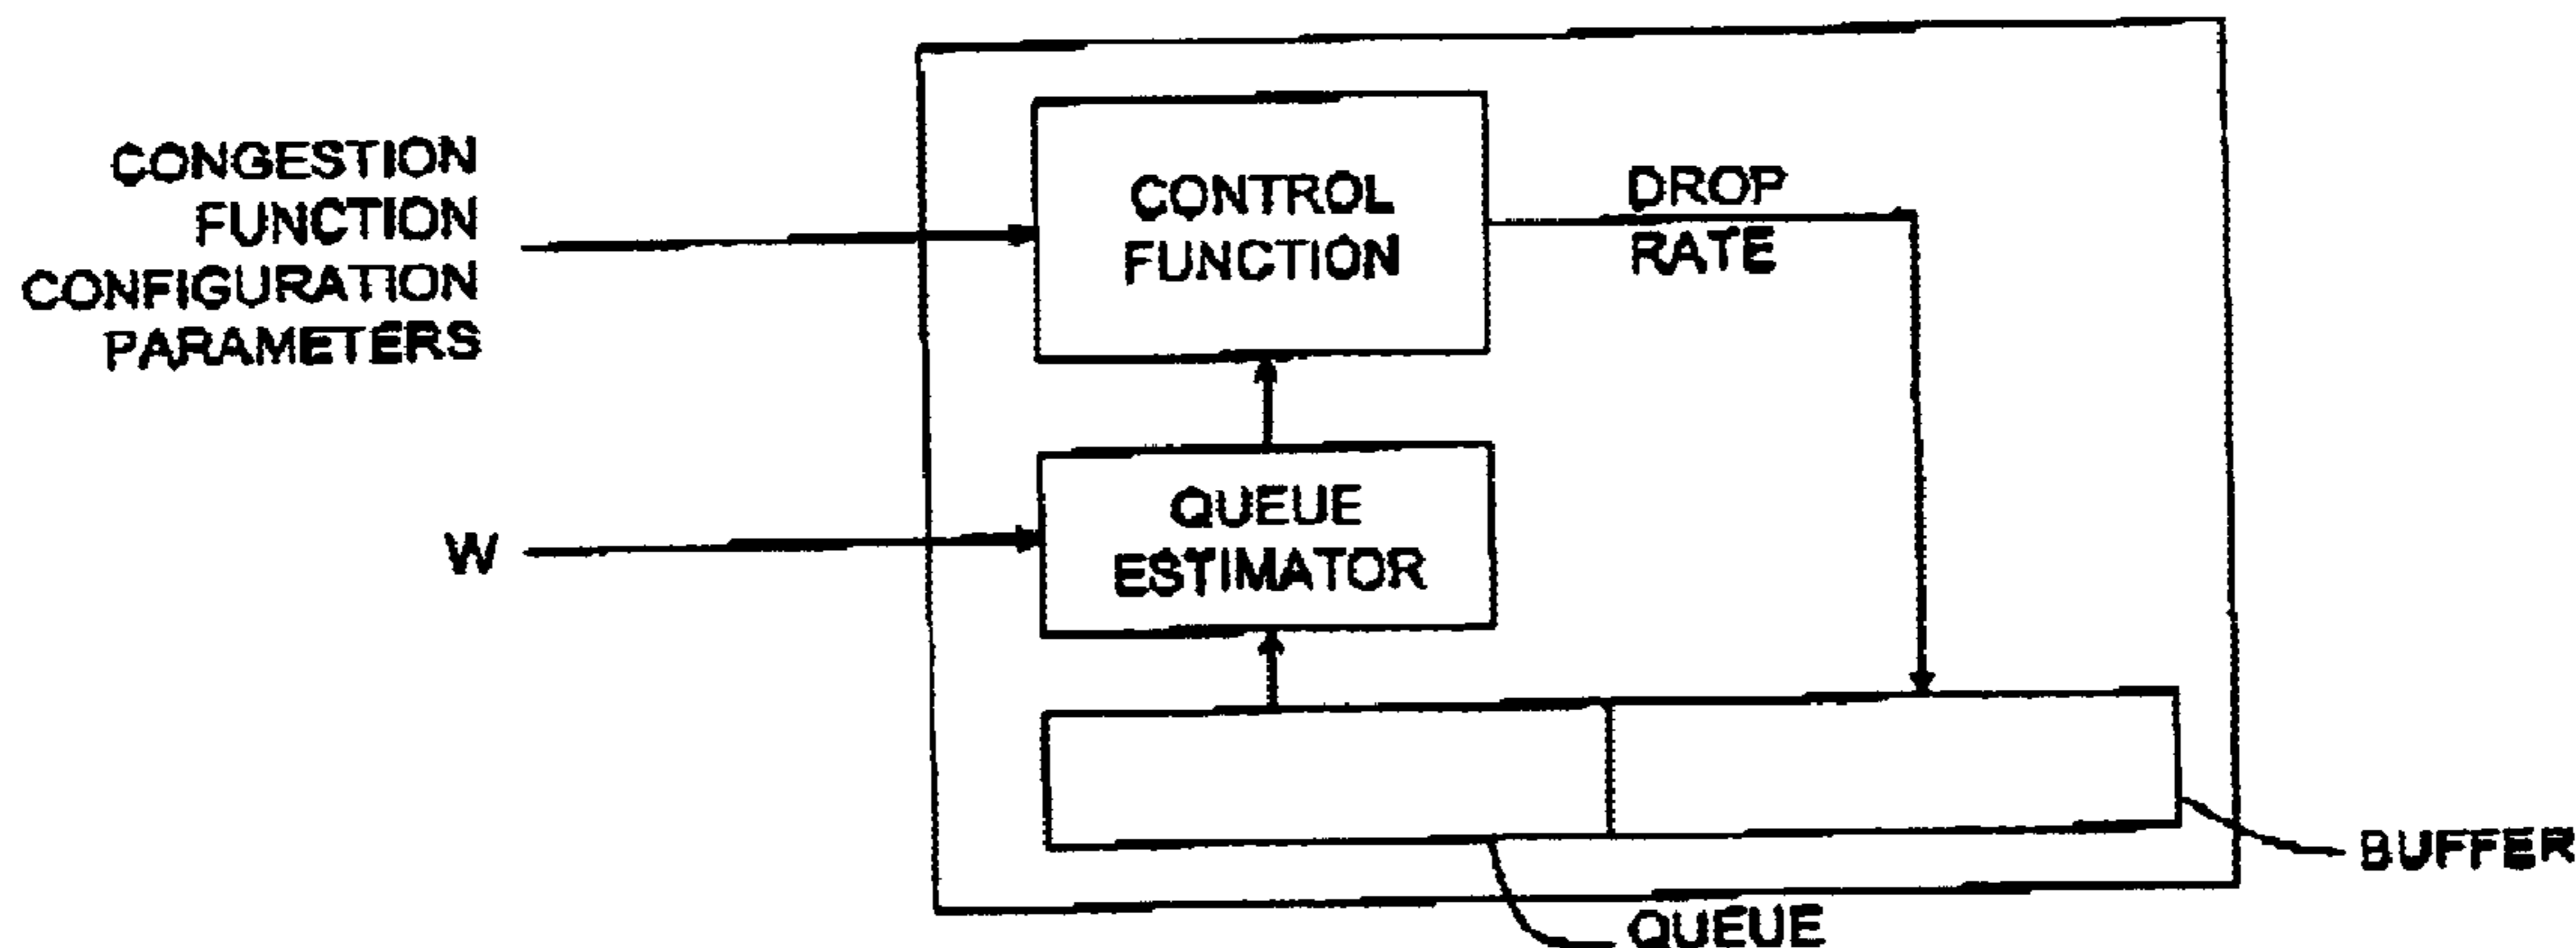 CONGESTION
FUNCTION
CONFIGURATION
PARAMETERS
CONTROL
FUNCTION
DROP
RATE
W
QUEUE
ESTIMATOR
BUFFER
QUEUE